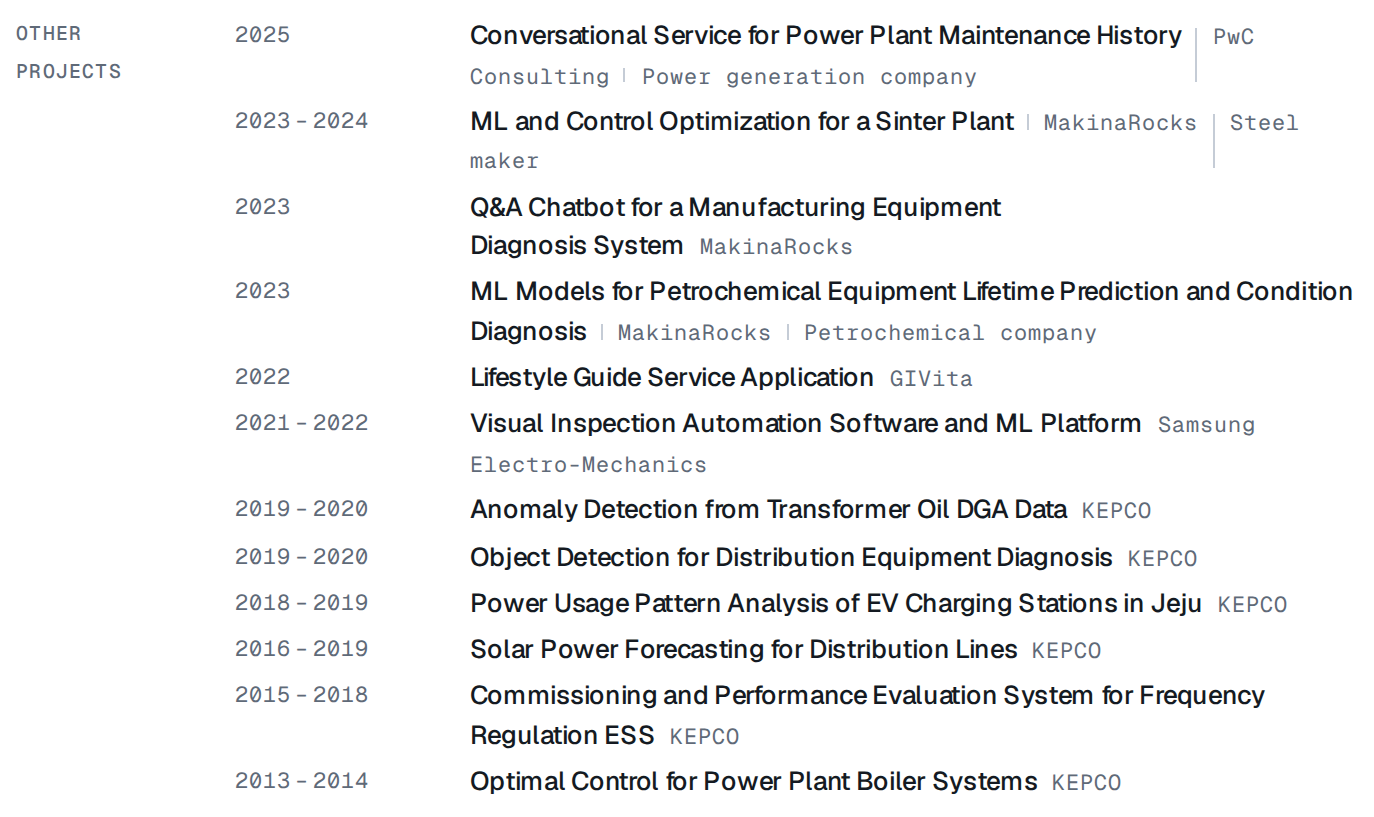 OTHER
PROJECTS
2025
Conversational Service for Power Plant Maintenance History | PwC
Consulting | Power generation company
2023 – 2024
ML and Control Optimization for a Sinter Plant | MakinaRocks | Steel
maker
2023
Q&A Chatbot for a Manufacturing Equipment
Diagnosis System MakinaRocks
2023
ML Models for Petrochemical Equipment Lifetime Prediction and Condition
Diagnosis | MakinaRocks | Petrochemical company
2022
Lifestyle Guide Service Application GIVita
2021 – 2022
Visual Inspection Automation Software and ML Platform Samsung
Electro-Mechanics
2019 – 2020
Anomaly Detection from Transformer Oil DGA Data KEPCO
2019 – 2020
Object Detection for Distribution Equipment Diagnosis KEPCO
2018 – 2019
Power Usage Pattern Analysis of EV Charging Stations in Jeju KEPCO
2016 – 2019
Solar Power Forecasting for Distribution Lines KEPCO
2015 – 2018
Commissioning and Performance Evaluation System for Frequency
Regulation ESS KEPCO
2013 – 2014
Optimal Control for Power Plant Boiler Systems KEPCO